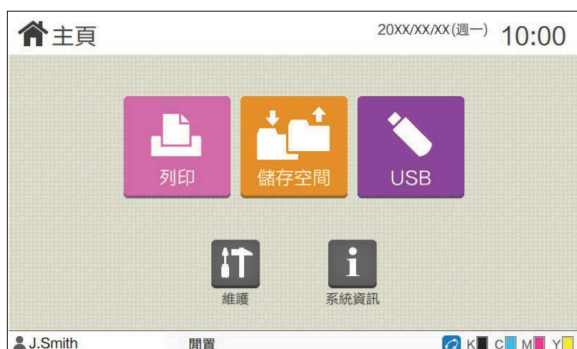 主頁
20XX/XX/XX(週一) 10:00
列印 儲存空間 USB
維護 系統資訊
J.Smith 閒置 K C M Y